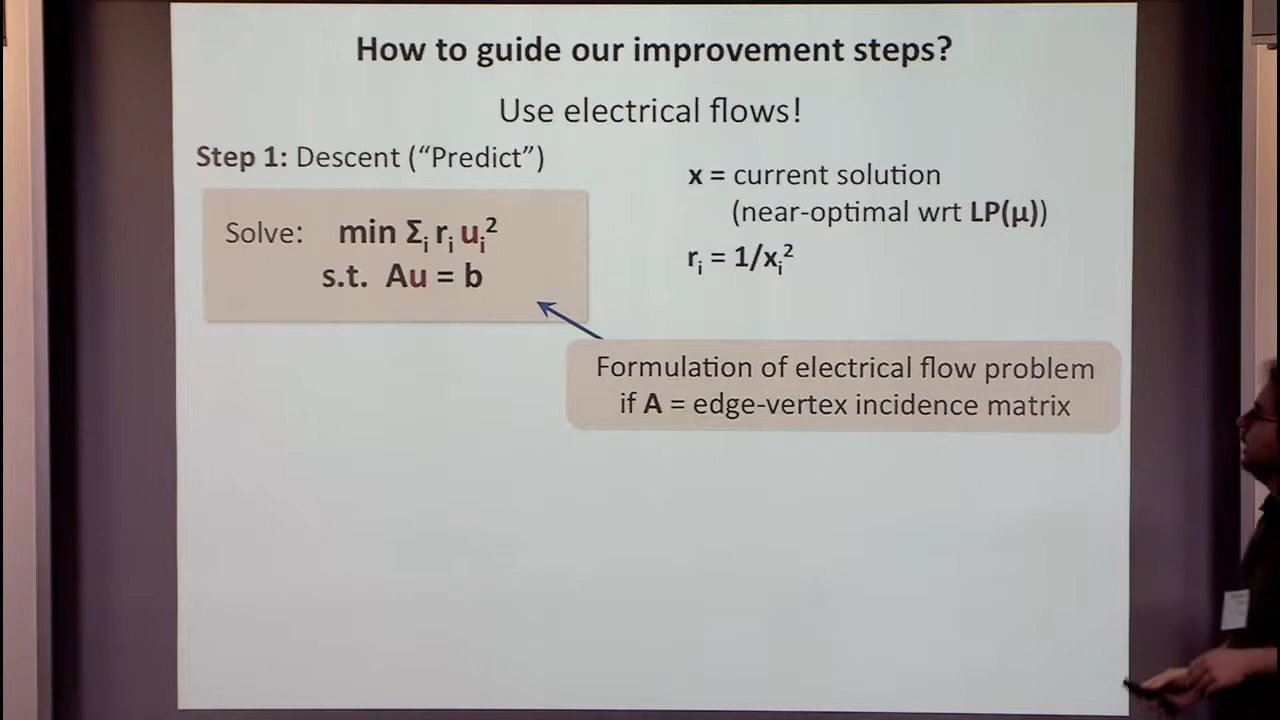 How to guide our improvement steps?
Use electrical flows!
Step 1: Descent (“Predict”)
x = current solution
(near-optimal wrt LP(μ))
rᵢ = 1/xᵢ²
Solve: min Σᵢ rᵢ uᵢ²
s.t. Au = b
Formulation of electrical flow problem
if A = edge-vertex incidence matrix